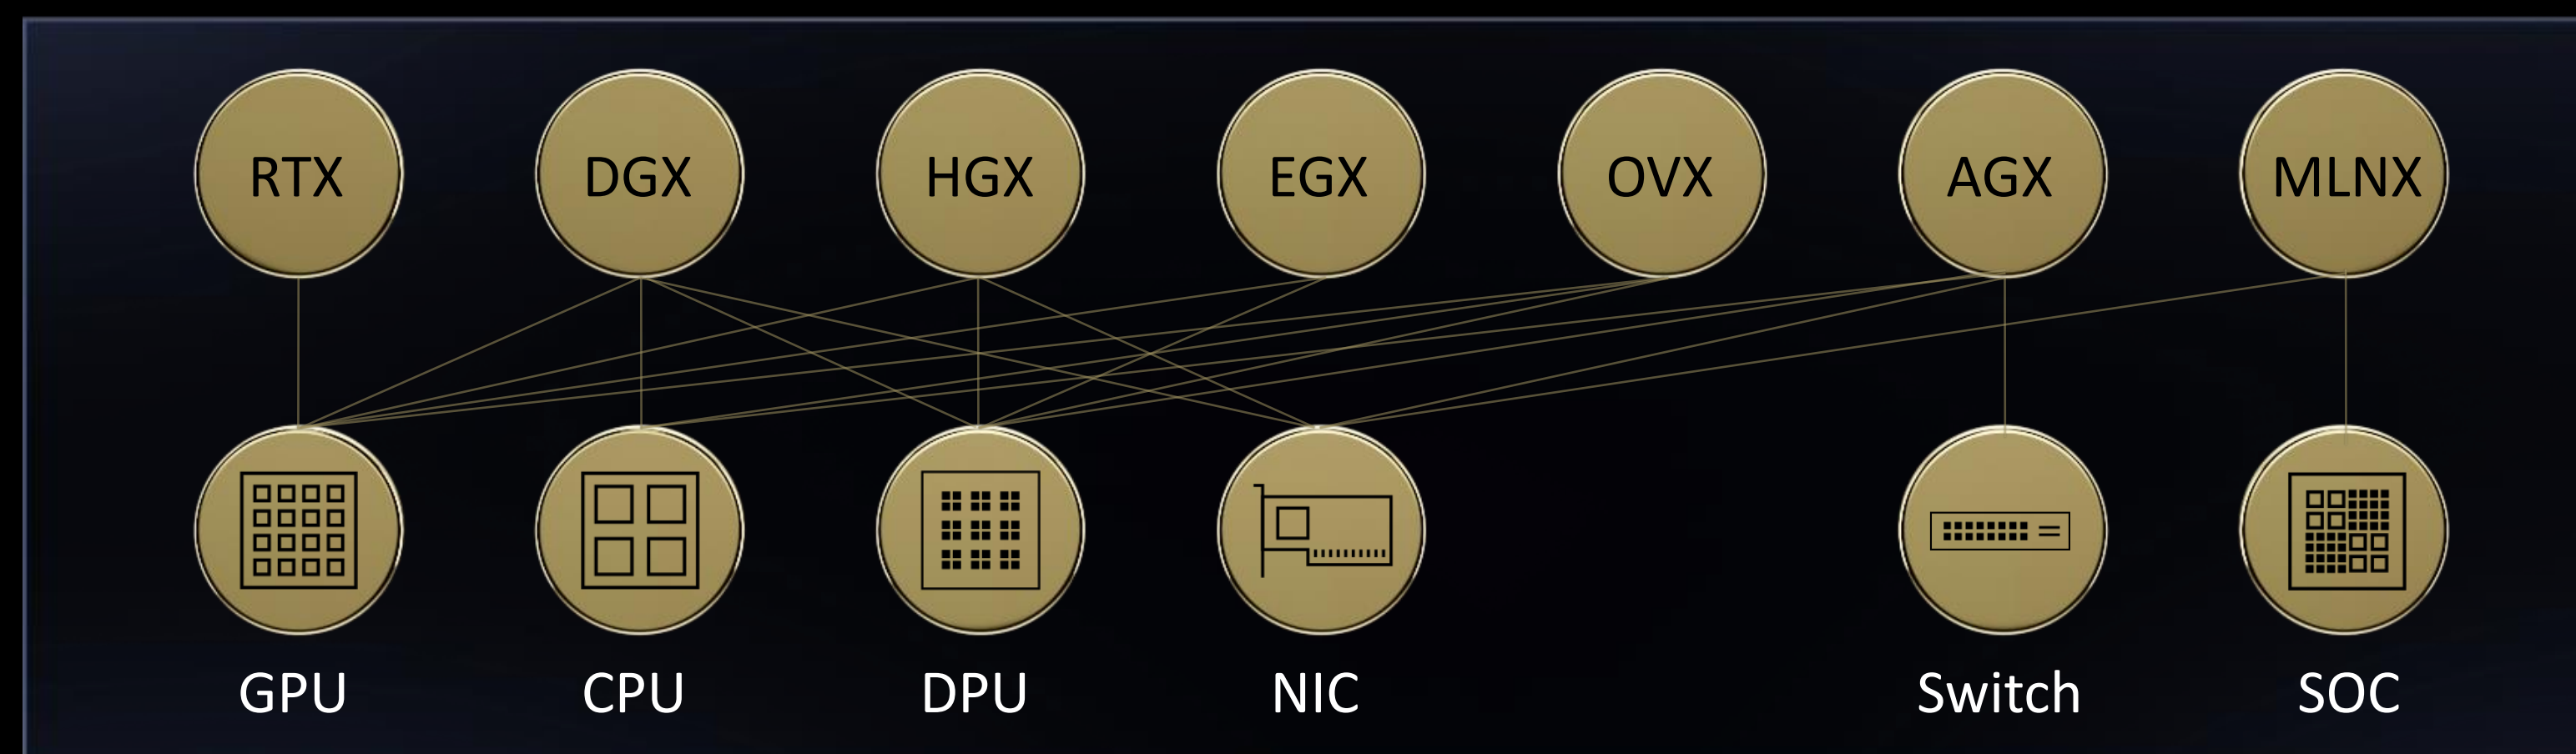 RTX DGX HGX EGX OVX AGX MLNX
GPU CPU DPU NIC Switch SOC